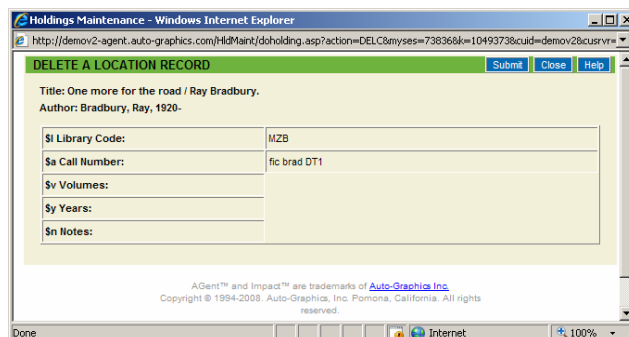 Holdings Maintenance - Windows Internet Explorer
http://demov2-agent.auto-graphics.com/HldMaint/doholding.asp?action=DELC&myses=73836&k=1049373&cuid=demov2&cusrvr=
DELETE A LOCATION RECORD Submit Close Help
Title: One more for the road / Ray Bradbury.
Author: Bradbury, Ray, 1920-
$l Library Code: MZB
$a Call Number: fic brad DT1
$v Volumes:
$y Years:
$n Notes:
AGent™ and Impact™ are trademarks of Auto-Graphics Inc.
Copyright © 1994-2008. Auto-Graphics, Inc. Pomona, California. All rights
reserved.
Done Internet 100%